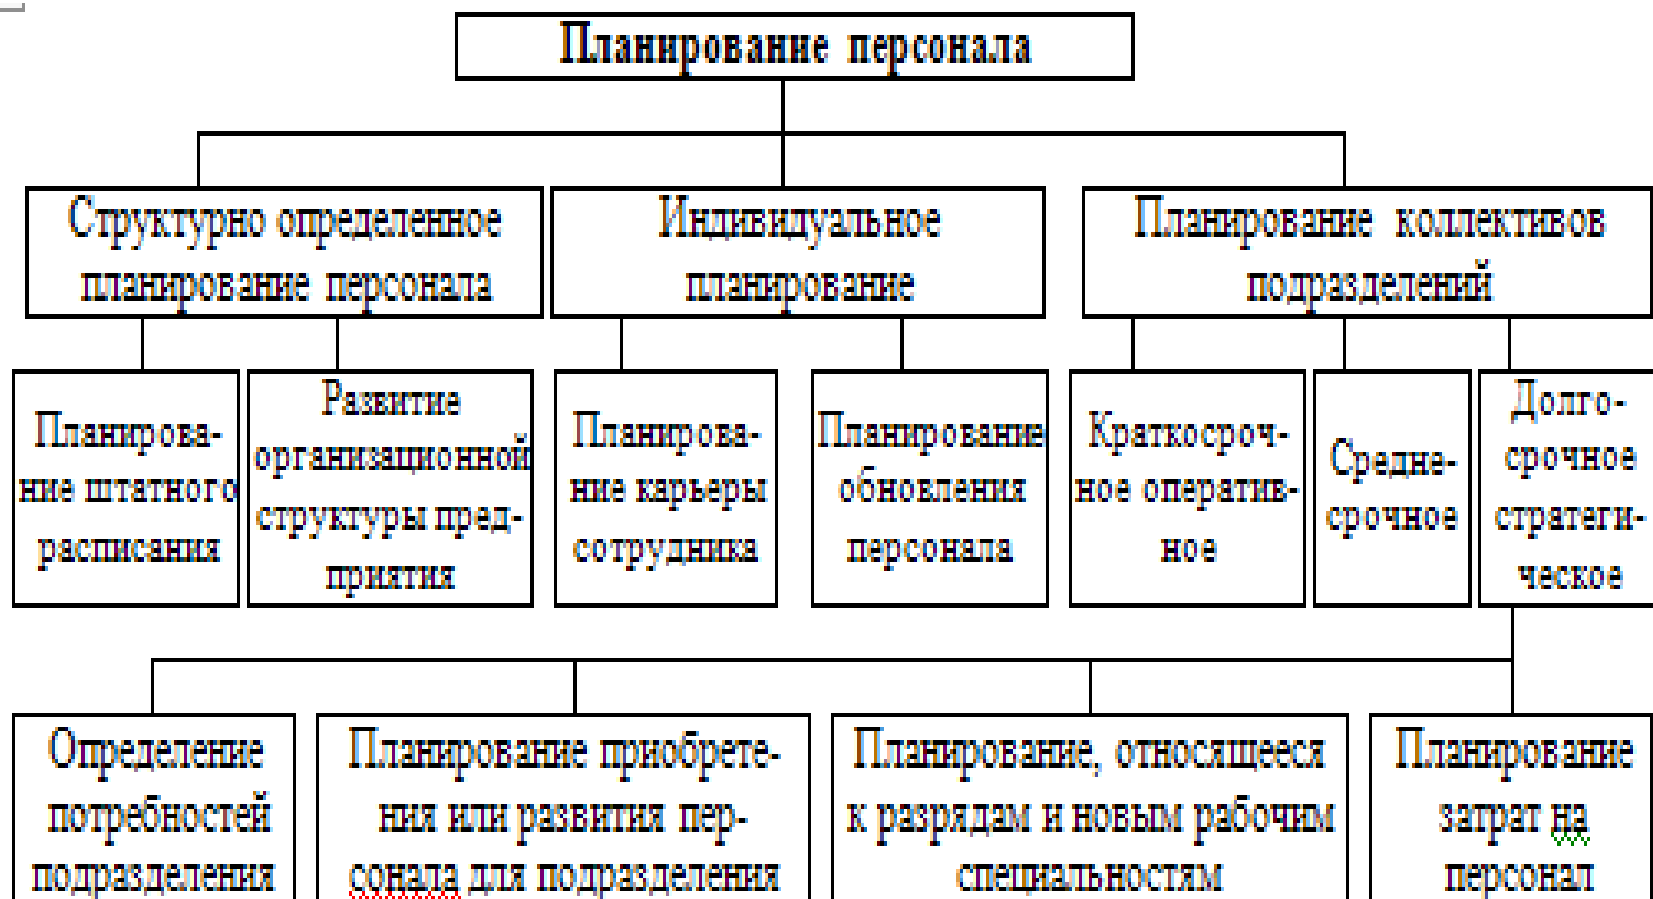 Планирование персонала
Структурно определенное
планирование персонала
Индивидуальное
планирование
Планирование коллективов
подразделений
Планирова-
ние штатного
расписания
Развитие
организационной
структуры пред-
приятия
Планирова-
ние карьеры
сотрудника
Планирование
обновления
персонала
Краткосроч-
ное оператив-
ное
Средне-
срочное
Долго-
срочное
стратеги-
ческое
Определение
потребностей
подразделения
Планирование приобрете-
ния или развития пер-
сонала для подразделения
Планирование, относящееся
к разрядам и новым рабочим
специальностям
Планирование
затрат на
персонал